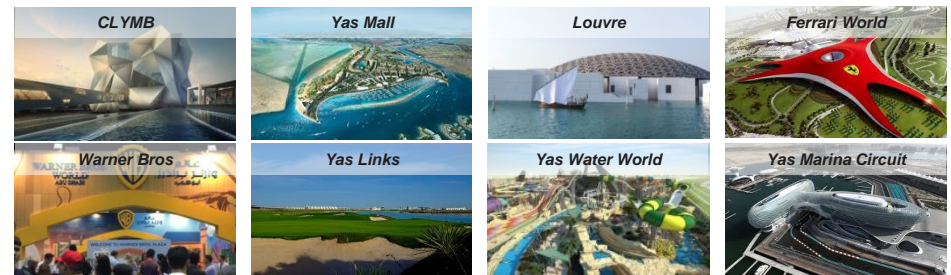 CLYMB
Yas Mall
Louvre
Ferrari World
Warner Bros
Yas Links
Yas Water World
Yas Marina Circuit
WARNER BROS
WORLD
ABU DHABI
WELCOME TO WARNER BROS. PLAZA